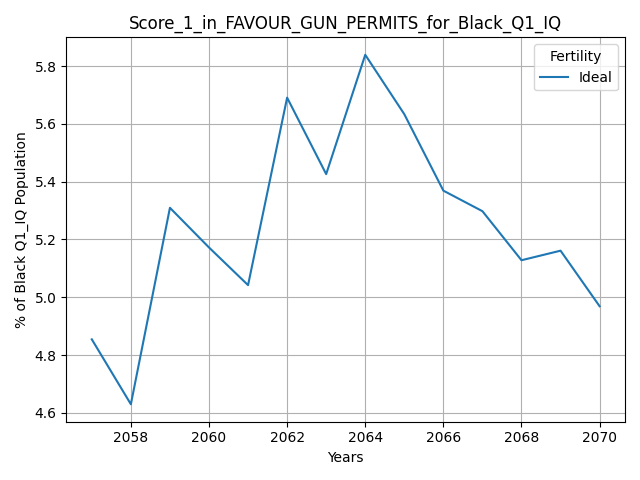 Score_1_in_FAVOUR_GUN_PERMITS_for_Black_Q1_IQ
Fertility
Ideal
% of Black Q1_IQ Population
5.8
5.6
5.4
5.2
5.0
4.8
4.6
2058 2060 2062 2064 2066 2068 2070
Years